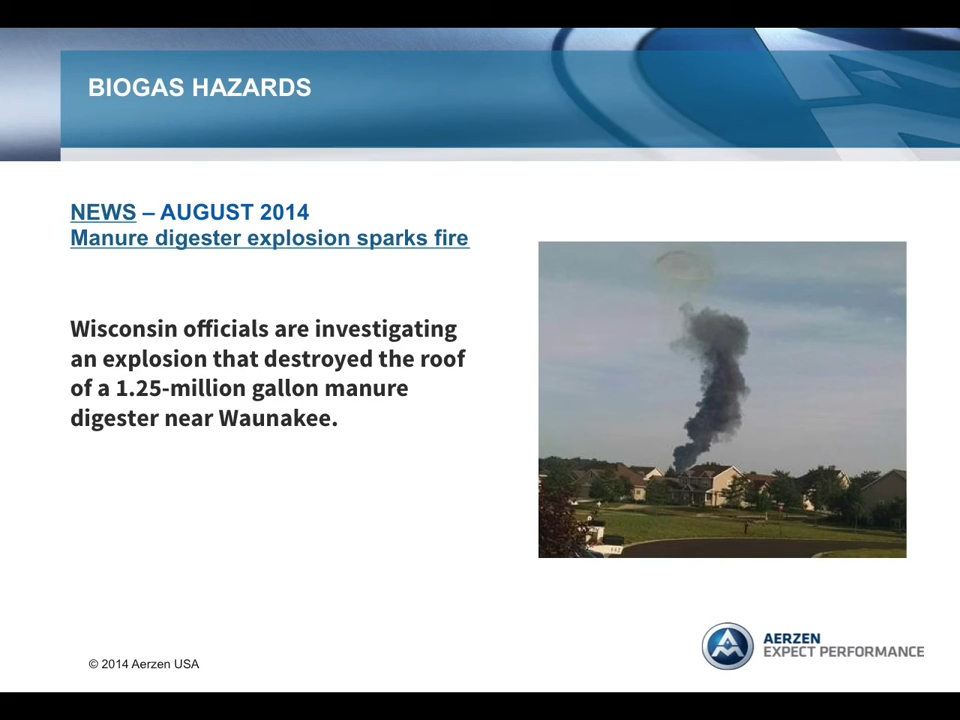 BIOGAS HAZARDS
NEWS – AUGUST 2014
Manure digester explosion sparks fire
Wisconsin officials are investigating
an explosion that destroyed the roof
of a 1.25-million gallon manure
digester near Waunakee.
© 2014 Aerzen USA
AERZEN
EXPECT PERFORMANCE